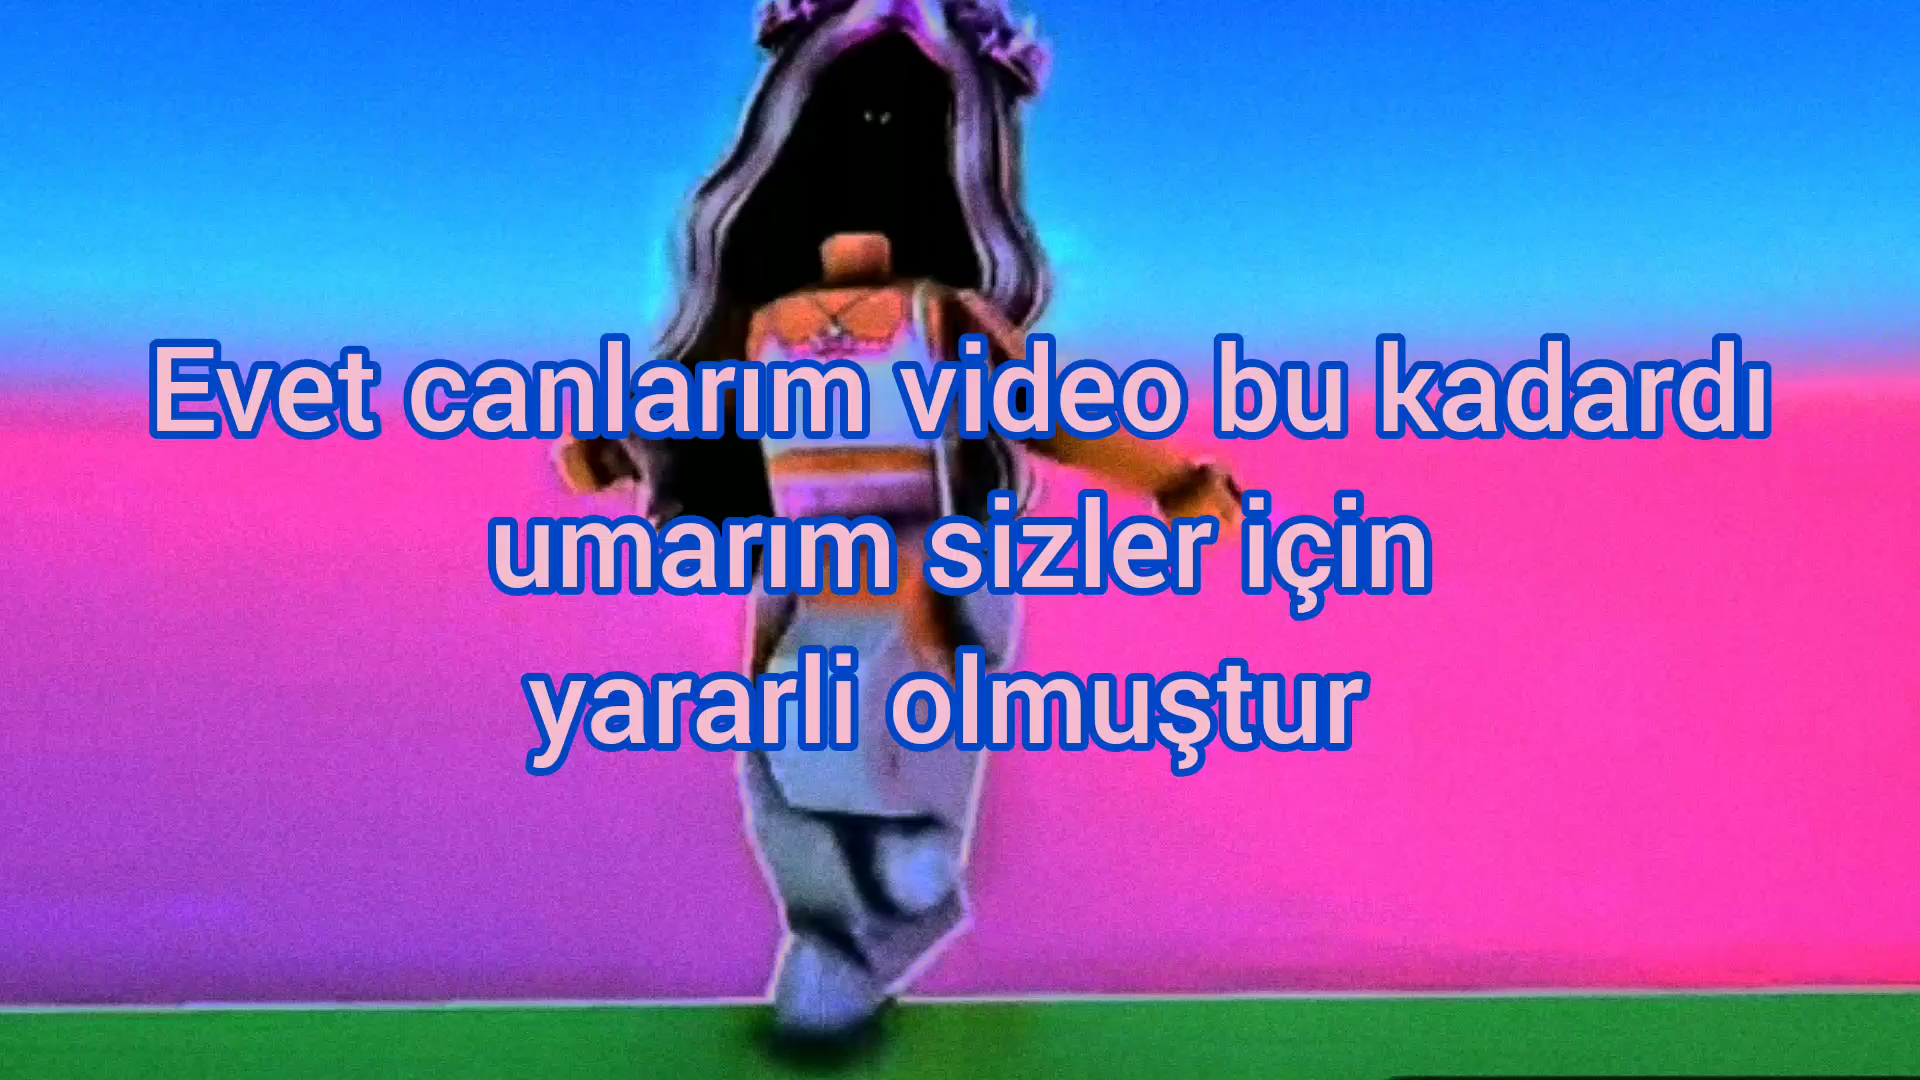 Evet canlarım video bu kadardı
umarım sizler için
yararli olmuştur